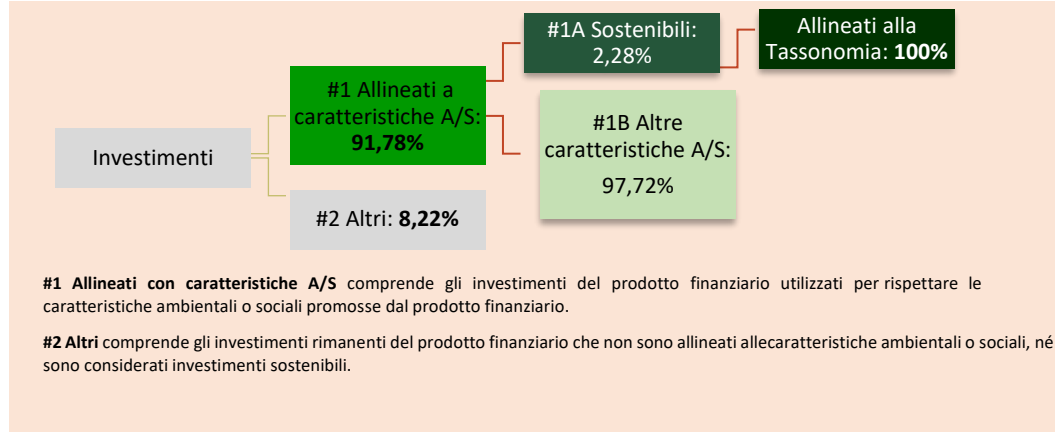 Investimenti
#1 Allineati a
caratteristiche A/S:
91,78%
#2 Altri: 8,22%
#1A Sostenibili:
2,28%
#1B Altre
caratteristiche A/S:
97,72%
Allineati alla
Tassonomia: 100%
#1 Allineati con caratteristiche A/S comprende gli investimenti del prodotto finanziario utilizzati per rispettare le
caratteristiche ambientali o sociali promosse dal prodotto finanziario.
#2 Altri comprende gli investimenti rimanenti del prodotto finanziario che non sono allineati allecaratteristiche ambientali o sociali, né
sono considerati investimenti sostenibili.